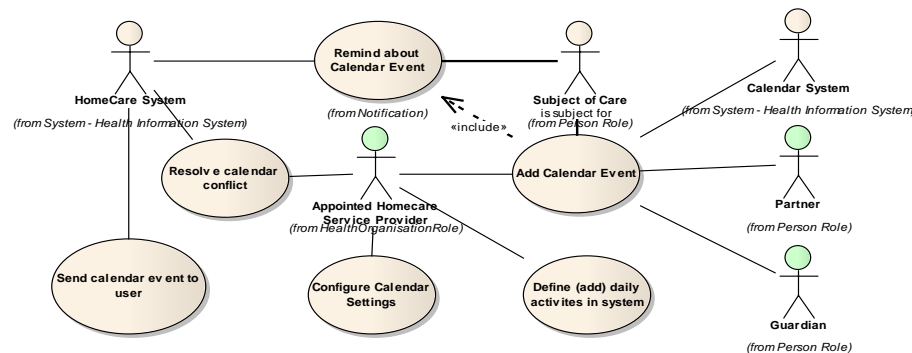 Remind about
Calendar Event
(from Notification)
HomeCare System
(from System - Health Information System)
Subject of Care
is subject for
(from Person Role)
Calendar System
(from System - Health Information System)
«include»
Resolve calendar
conflict
Appointed Homecare
Service Provider
(from HealthOrganisationRole)
Add Calendar Event
Partner
(from Person Role)
Send calendar event to
user
Configure Calendar
Settings
Define (add) daily
activites in system
Guardian
(from Person Role)